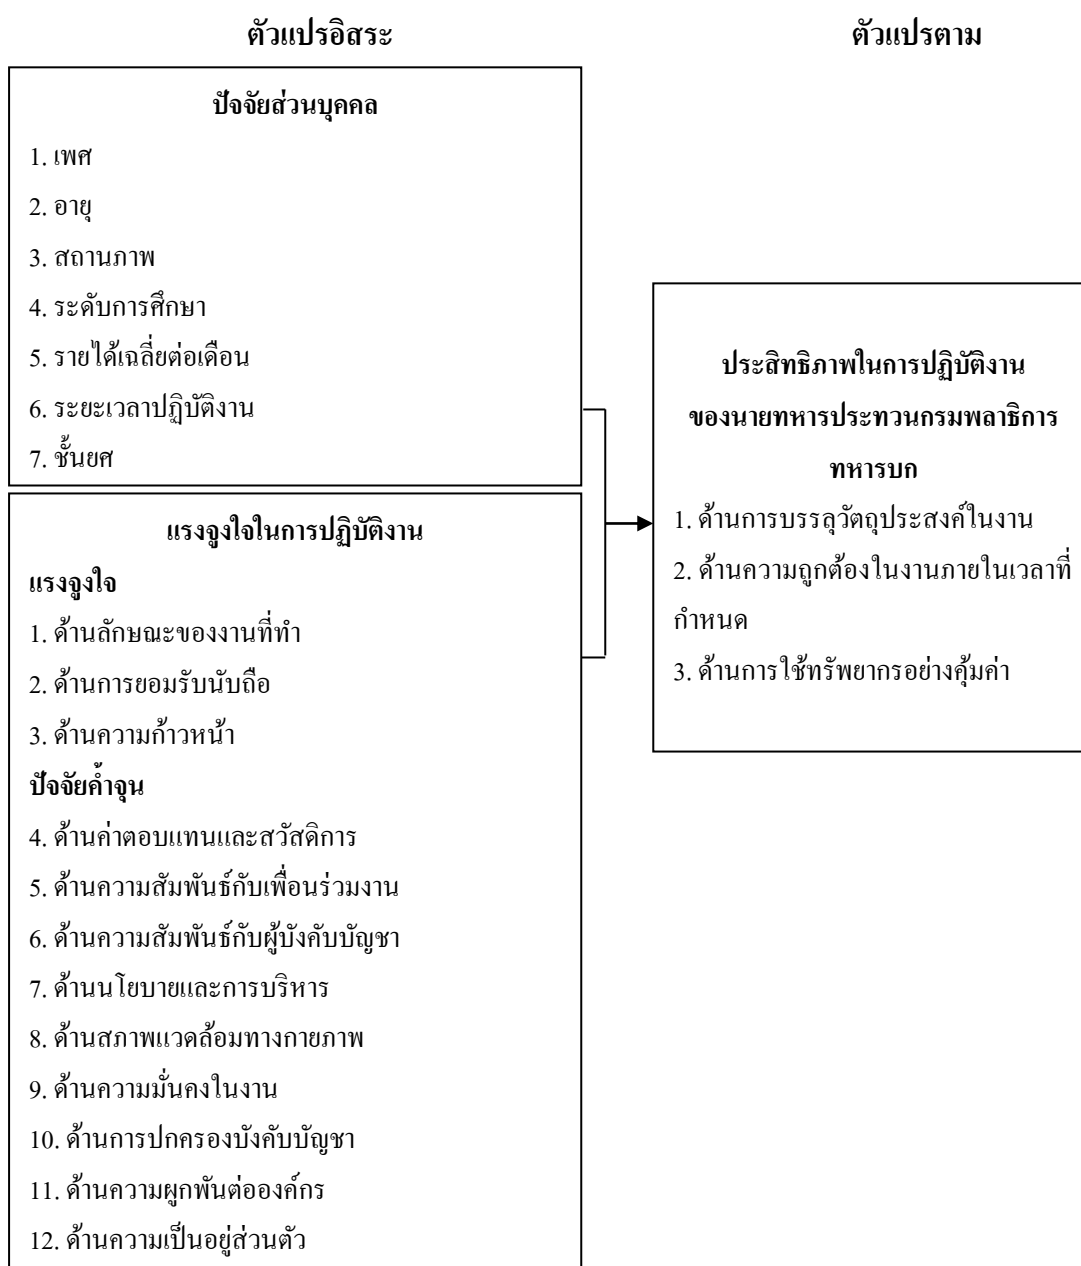 ตัวแปรอิสระ
ตัวแปรตาม
ปัจจัยส่วนบุคคล
1. เพศ
2. อายุ
3. สถานภาพ
4. ระดับการศึกษา
5. รายได้เฉลี่ยต่อเดือน
6. ระยะเวลาปฏิบัติงาน
7. ชั้นยศ
แรงจูงใจในการปฏิบัติงาน
แรงจูงใจ
1. ด้านลักษณะของงานที่ทำ
2. ด้านการยอมรับนับถือ
3. ด้านความก้าวหน้า
ปัจจัยค้ำจุน
4. ด้านค่าตอบแทนและสวัสดิการ
5. ด้านความสัมพันธ์กับเพื่อนร่วมงาน
6. ด้านความสัมพันธ์กับผู้บังคับบัญชา
7. ด้านนโยบายและการบริหาร
8. ด้านสภาพแวดล้อมทางกายภาพ
9. ด้านความมั่นคงในงาน
10. ด้านการปกครองบังคับบัญชา
11. ด้านความผูกพันต่อองค์กร
12. ด้านความเป็นอยู่ส่วนตัว
ประสิทธิภาพในการปฏิบัติงาน
ของนายทหารประทวนกรมพลาธิการ
ทหารบก
1. ด้านการบรรลุวัตถุประสงค์ในงาน
2. ด้านความถูกต้องในงานภายในเวลาที่
กำหนด
3. ด้านการใช้ทรัพยากรอย่างคุ้มค่า